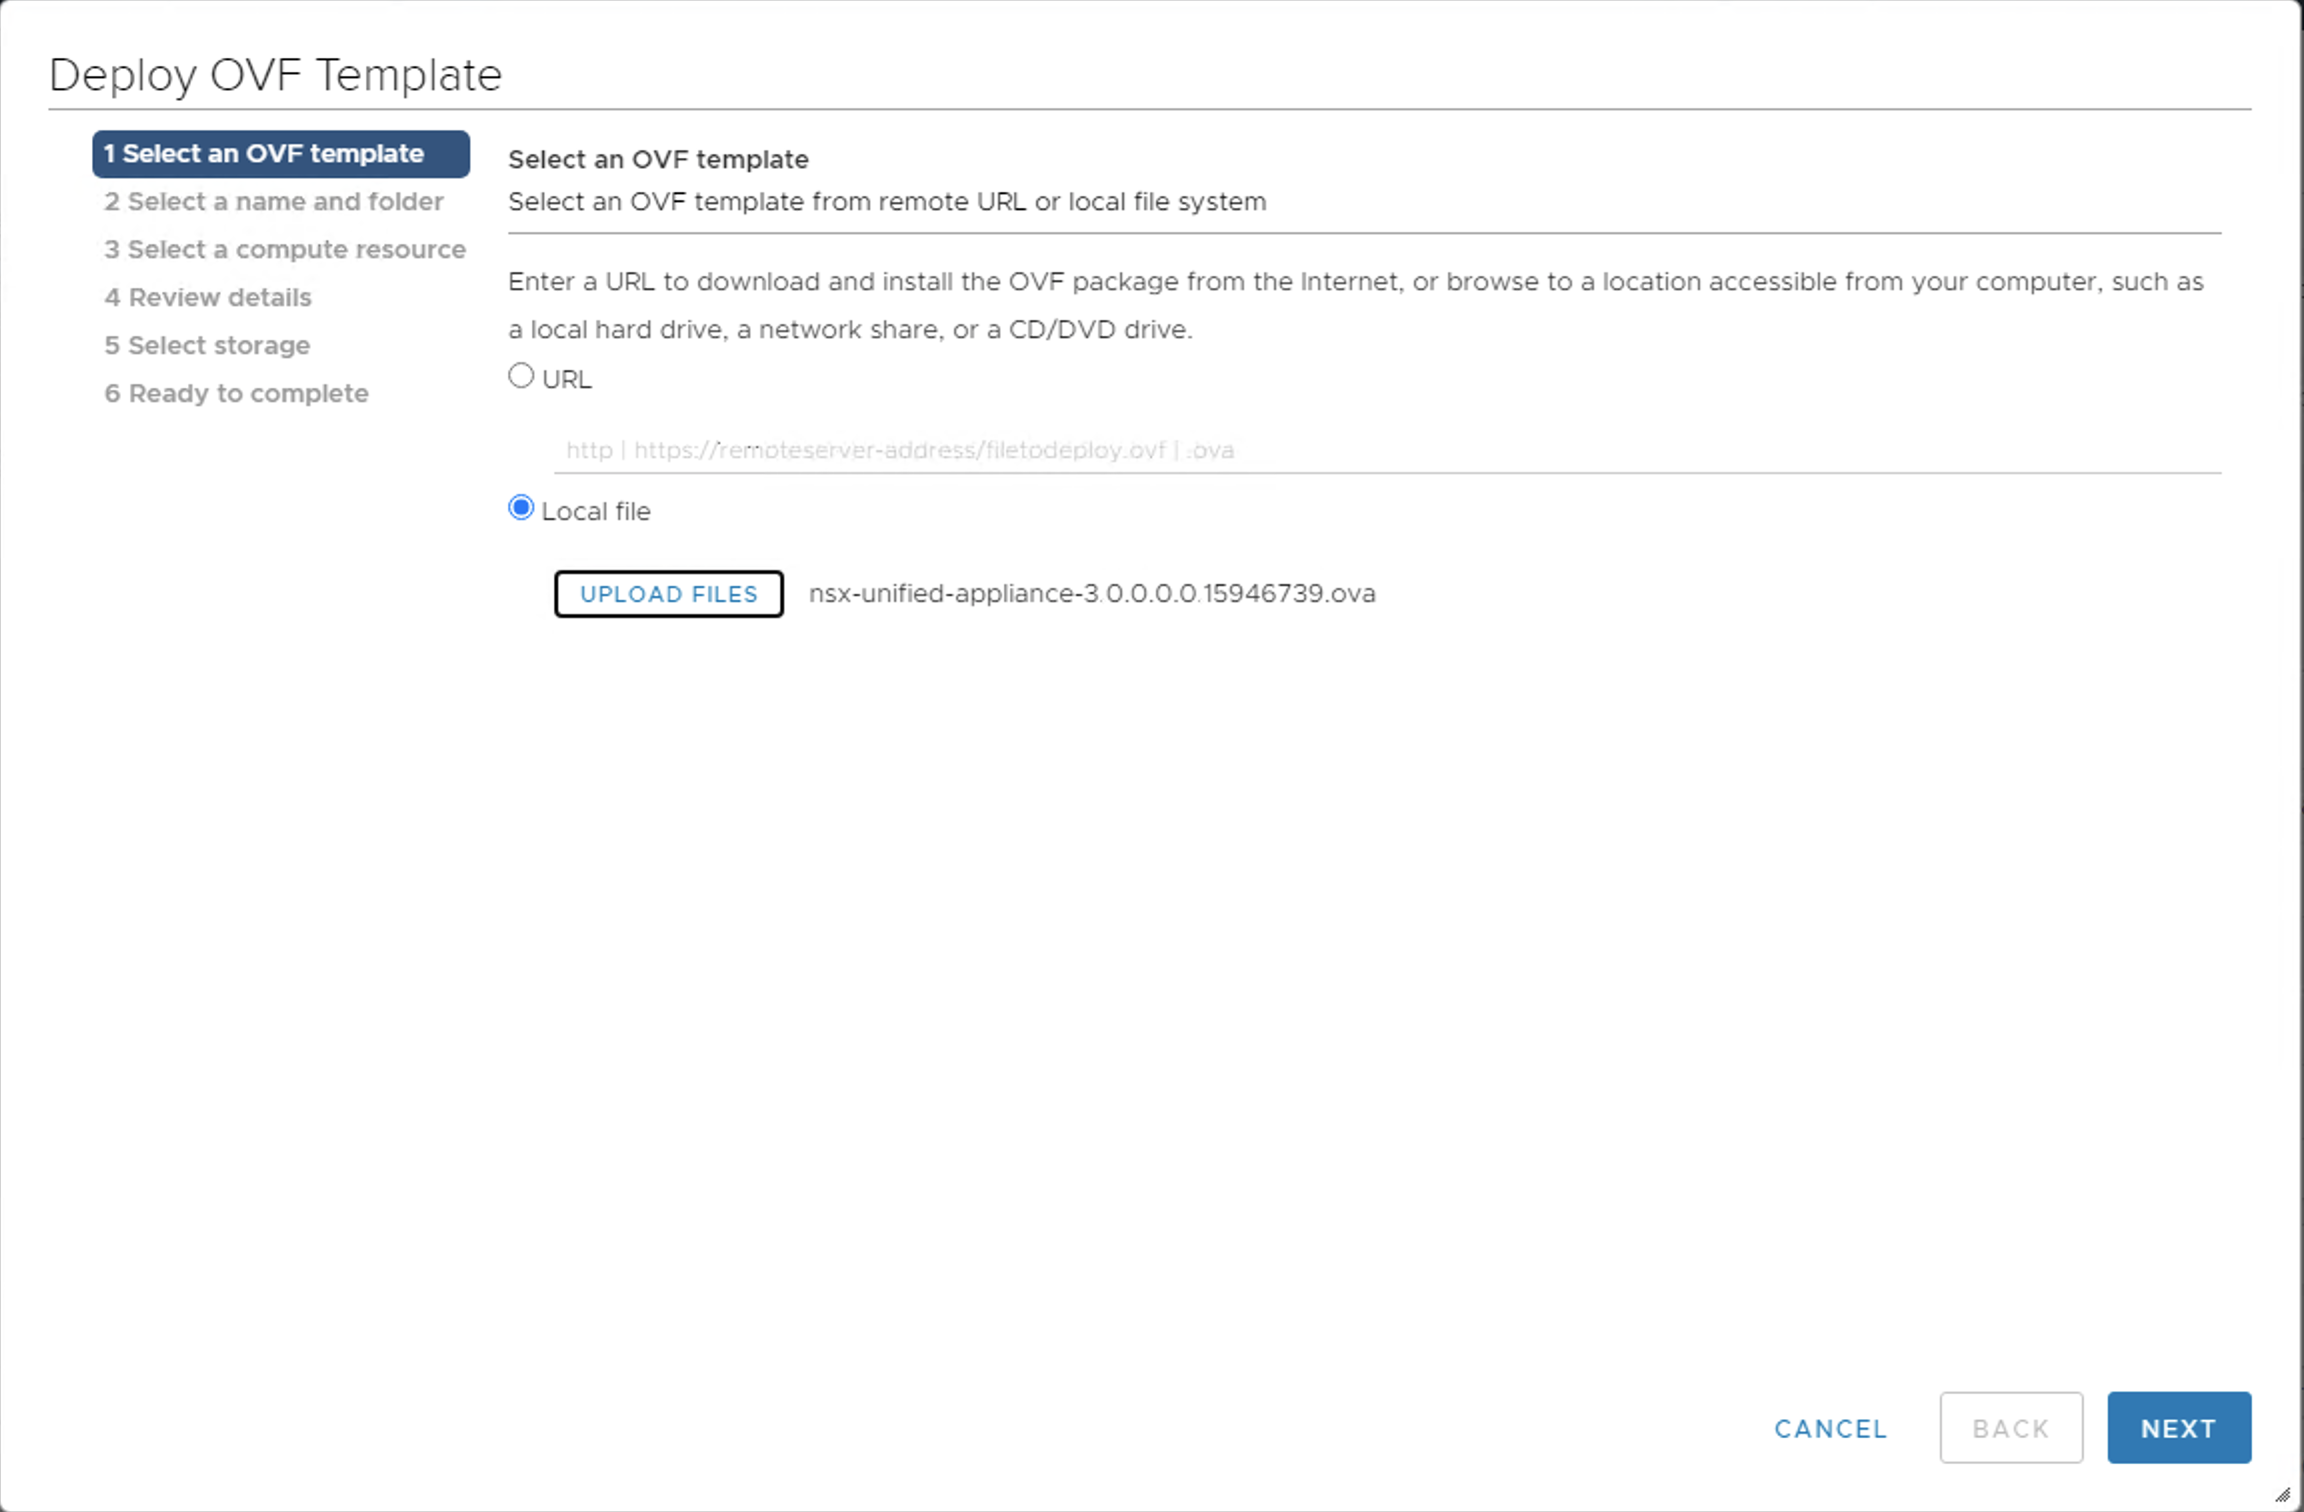 Deploy OVF Template
1 Select an OVF template
2 Select a name and folder
3 Select a compute resource
4 Review details
5 Select storage
6 Ready to complete
Select an OVF template
Select an OVF template from remote URL or local file system
Enter a URL to download and install the OVF package from the Internet, or browse to a location accessible from your computer, such as
a local hard drive, a network share, or a CD/DVD drive.
URL
http | https://remoteserver-address/filetodeploy.ovf | .ova
Local file
UPLOAD FILES nsx-unified-appliance-3.0.0.0.0.15946739.ova
CANCEL BACK NEXT